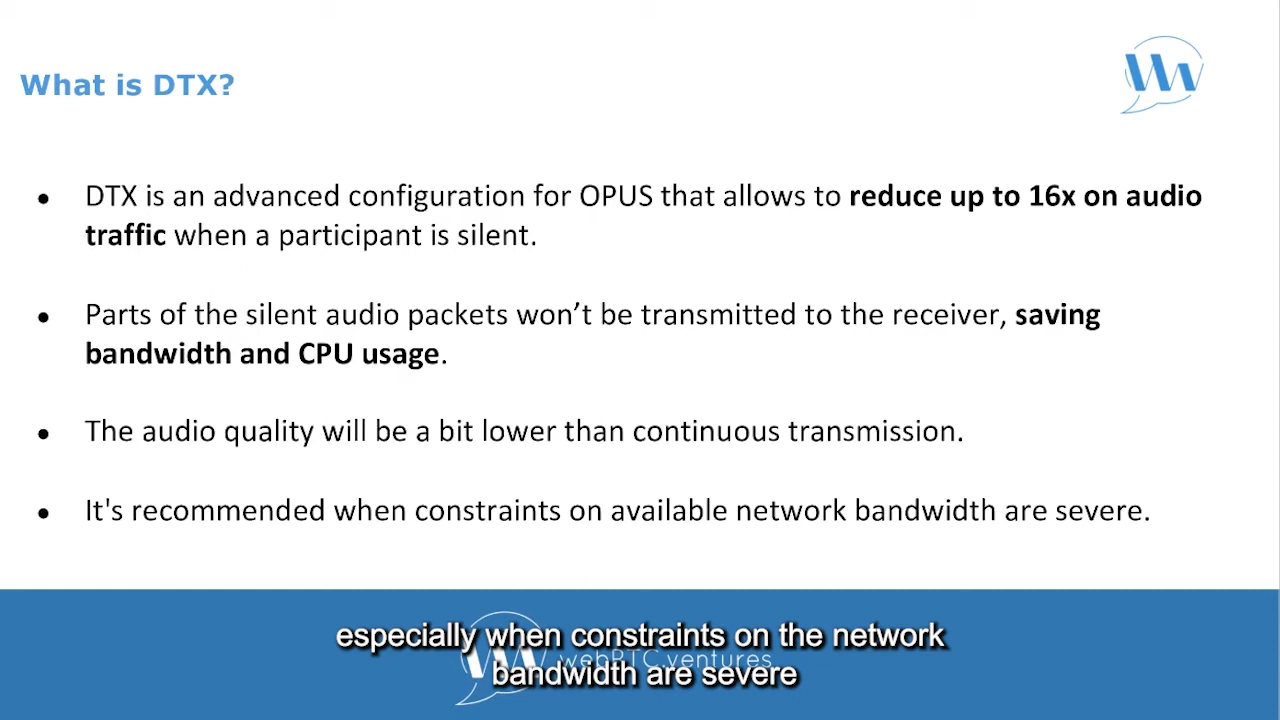 What is DTX?
● DTX is an advanced configuration for OPUS that allows to reduce up to 16x on audio
traffic when a participant is silent.
● Parts of the silent audio packets won’t be transmitted to the receiver, saving
bandwidth and CPU usage.
● The audio quality will be a bit lower than continuous transmission.
● It's recommended when constraints on available network bandwidth are severe.
especially when constraints on the network
webRTC.ventures
bandwidth are severe